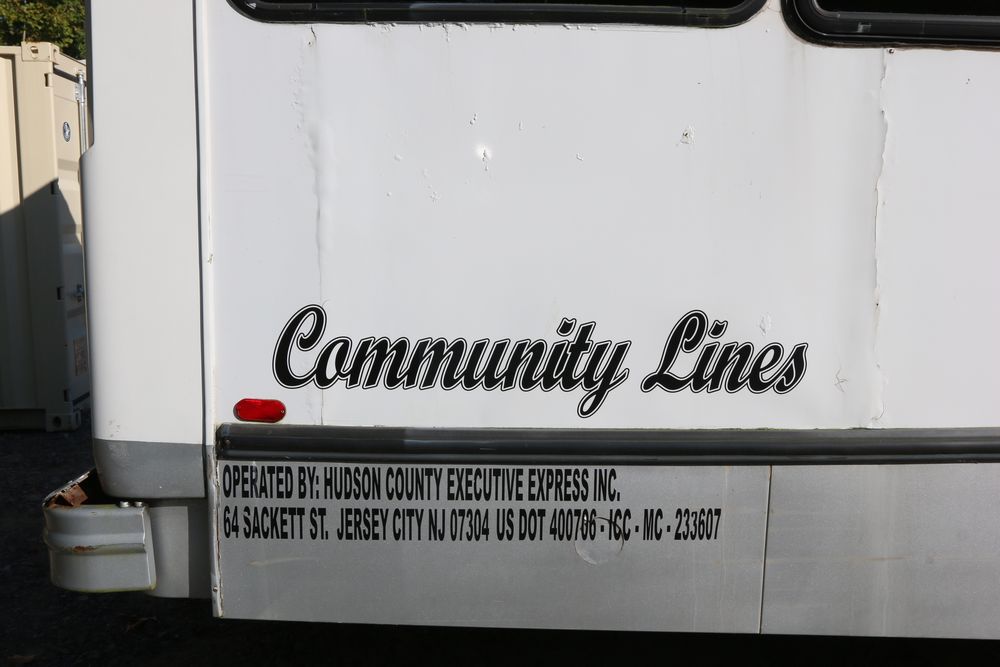 Community Lines
OPERATED BY: HUDSON COUNTY EXECUTIVE EXPRESS INC.
64 SACKETT ST. JERSEY CITY NJ 07304 US DOT 400706 - ICC - MC - 233607